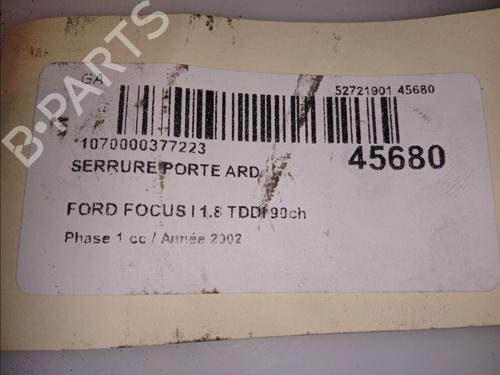 B-PARTS
GA
52721901 45680
*1070000377223
45680
SERRURE PORTE ARD
FORD FOCUS I 1.8 TDDI 90ch
Phase 1 cc / Année 2002